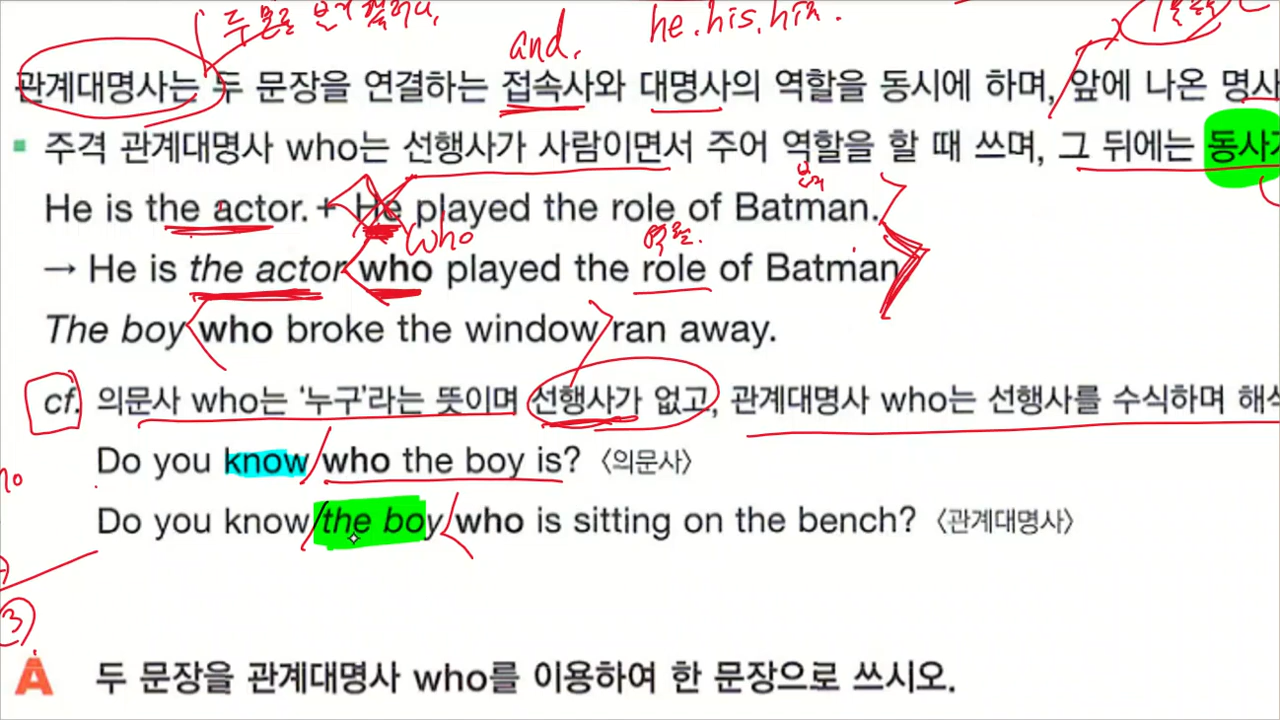 두 문장 연결
and.
he. his. him.
관계대명사는 두 문장을 연결하는 접속사와 대명사의 역할을 동시에 하며, 앞에 나온 명사
주격 관계대명사 who는 선행사가 사람이면서 주어 역할을 할 때 쓰며, 그 뒤에는 동사가
He is the actor. + He played the role of Batman.
who
역할.
→ He is the actor who played the role of Batman
The boy who broke the window ran away.
cf. 의문사 who는 ‘누구’라는 뜻이며 선행사가 없고, 관계대명사 who는 선행사를 수식하며 해석
Do you know who the boy is? 〈의문사〉
Do you know the boy who is sitting on the bench? 〈관계대명사〉
③
A 두 문장을 관계대명사 who를 이용하여 한 문장으로 쓰시오.